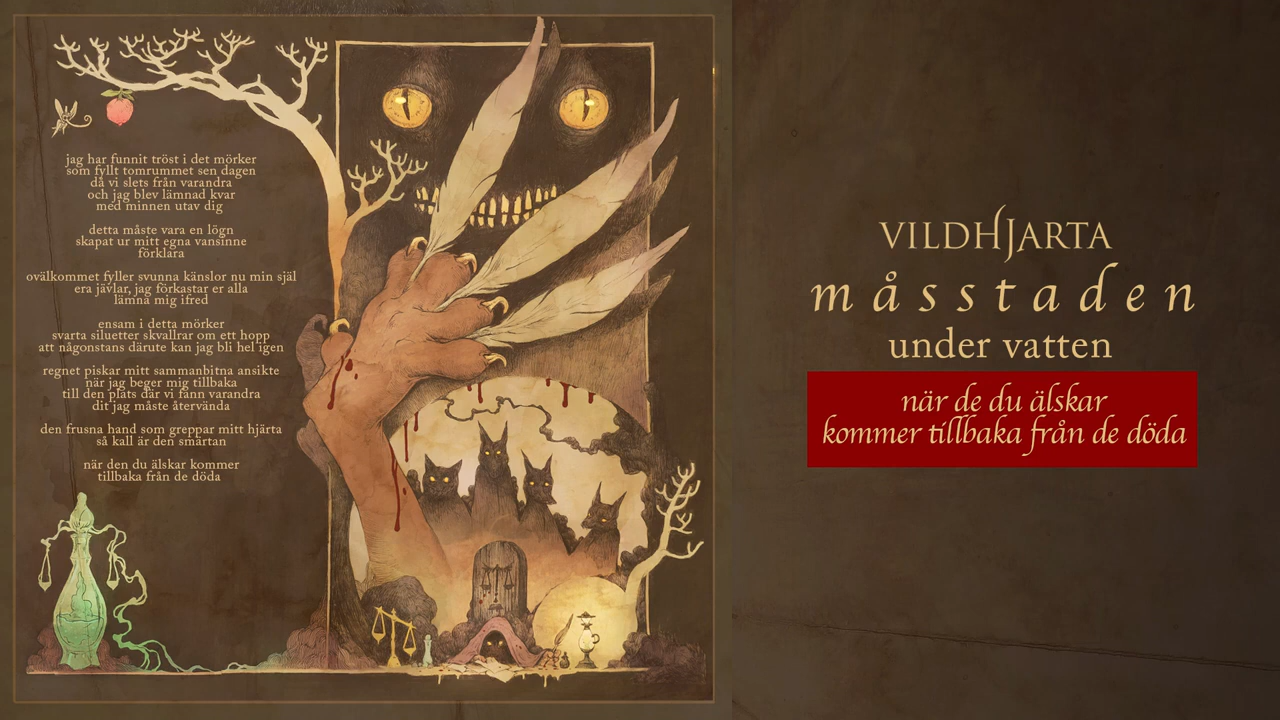 jag har funnit tröst i det mörker
som fyllt tomrummet sen dagen
då vi slets från varandra
och jag blev lämnad kvar
med minnen utav dig
detta måste vara en lögn
skapat ur mitt egna vansinne
förklara
ovälkommet fyller svunna känslor nu min själ
era jävlar, jag förkastar er alla
lämna mig ifred
ensam i detta mörker
svarta siluetter skvallrar om ett hopp
att någonstans därute kan jag bli hel igen
regnet piskar mitt sammanbitna ansikte
när jag beger mig tillbaka
till den plats där vi fann varandra
dit jag måste återvända
den frusna hand som greppar mitt hjärta
så kall är den smärtan
när den du älskar kommer
tillbaka från de döda
VILDHJARTA
måsstaden
under vatten
när de du älskar
kommer tillbaka från de döda